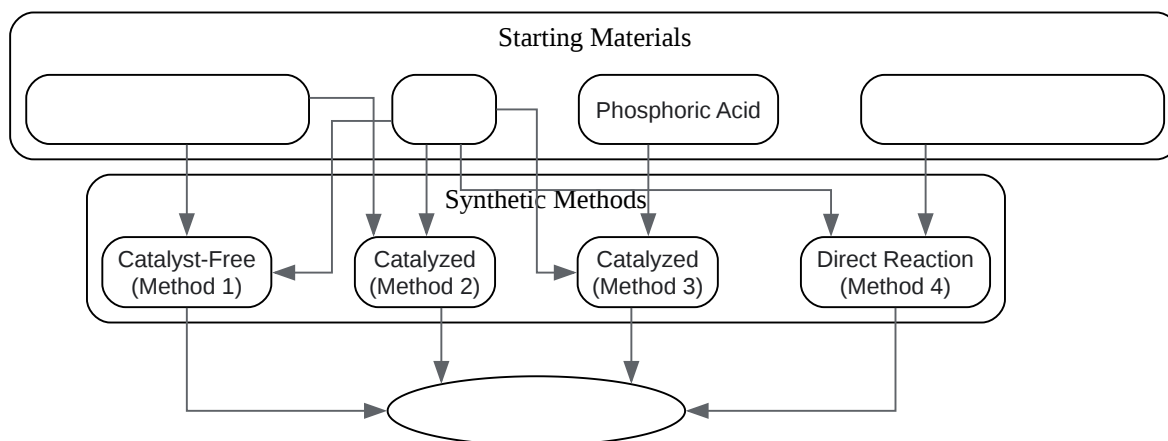 Starting Materials
Phosphoric Acid
Synthetic Methods
Catalyst-Free
(Method 1)
Catalyzed
(Method 2)
Catalyzed
(Method 3)
Direct Reaction
(Method 4)